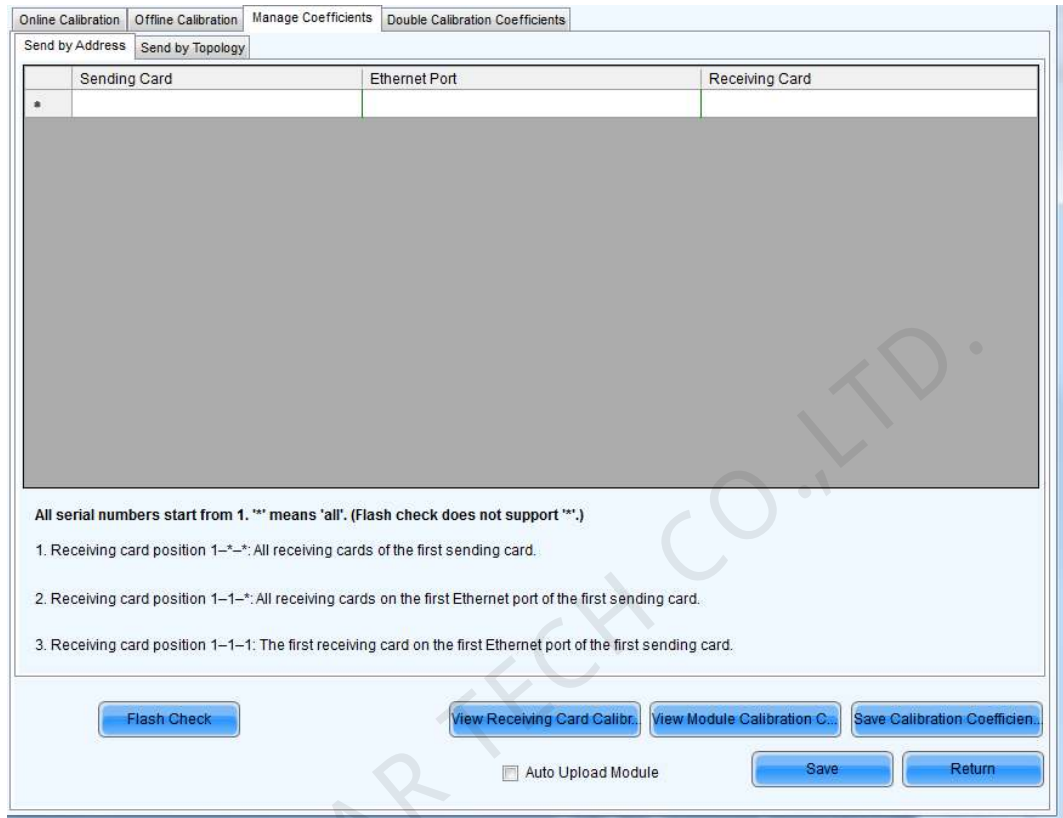 Online Calibration Offline Calibration Manage Coefficients Double Calibration Coefficients
Send by Address Send by Topology
Sending Card Ethernet Port Receiving Card
*
All serial numbers start from 1. '*' means 'all'. (Flash check does not support '*'.)
1. Receiving card position 1–*–*: All receiving cards of the first sending card.
2. Receiving card position 1–1–*: All receiving cards on the first Ethernet port of the first sending card.
3. Receiving card position 1–1–1: The first receiving card on the first Ethernet port of the first sending card.
Flash Check View Receiving Card Calibr... View Module Calibration C... Save Calibration Coefficien...
Auto Upload Module Save Return
AR TECH CO.,LTD.